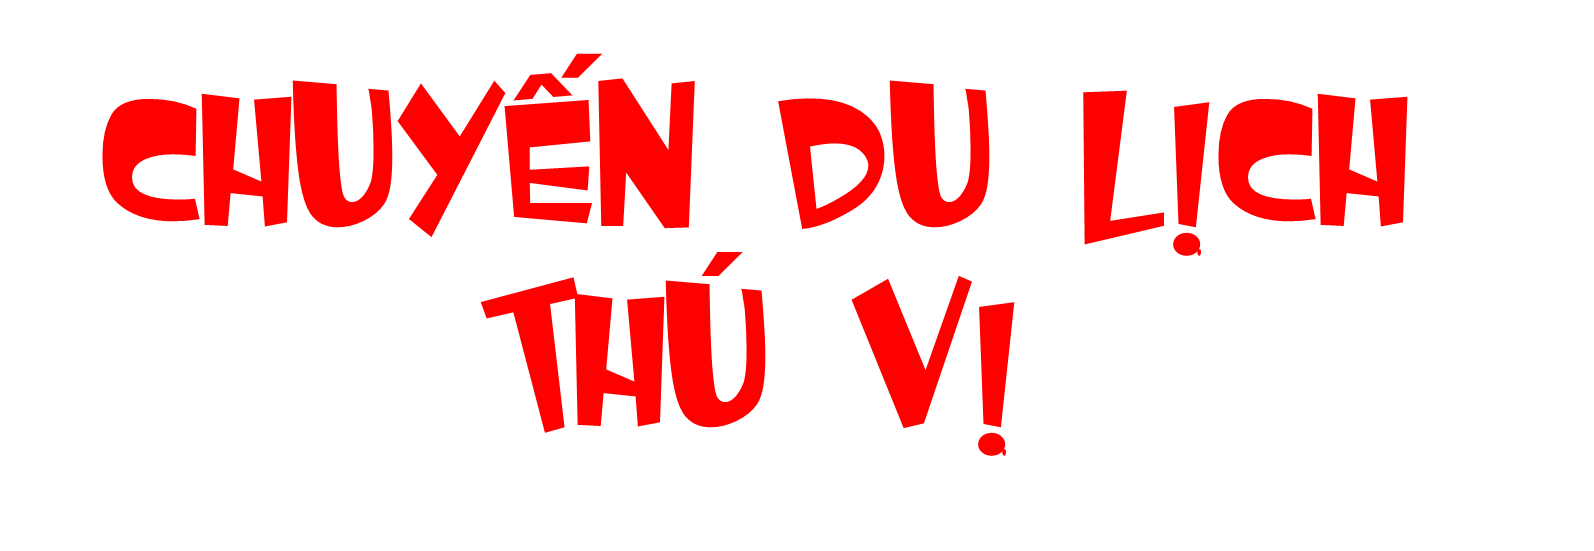 CHUYẾN DU LỊCH
THÚ VỊ